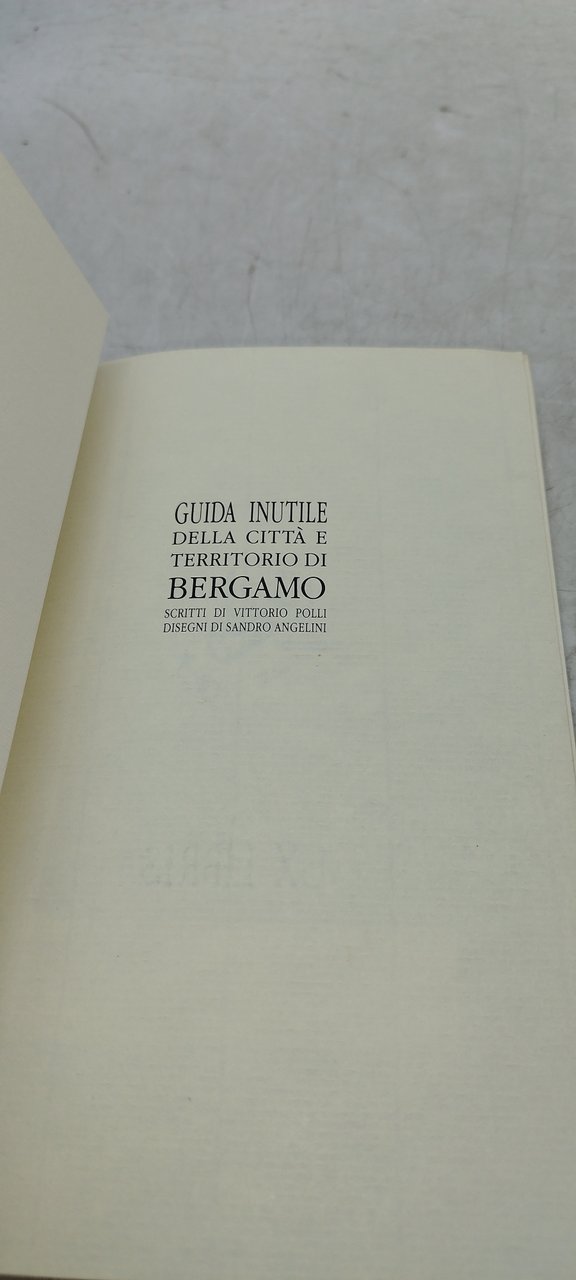 GUIDA INUTILE
DELLA CITTÀ E
TERRITORIO DI
BERGAMO
SCRITTI DI VITTORIO POLLI
DISEGNI DI SANDRO ANGELINI